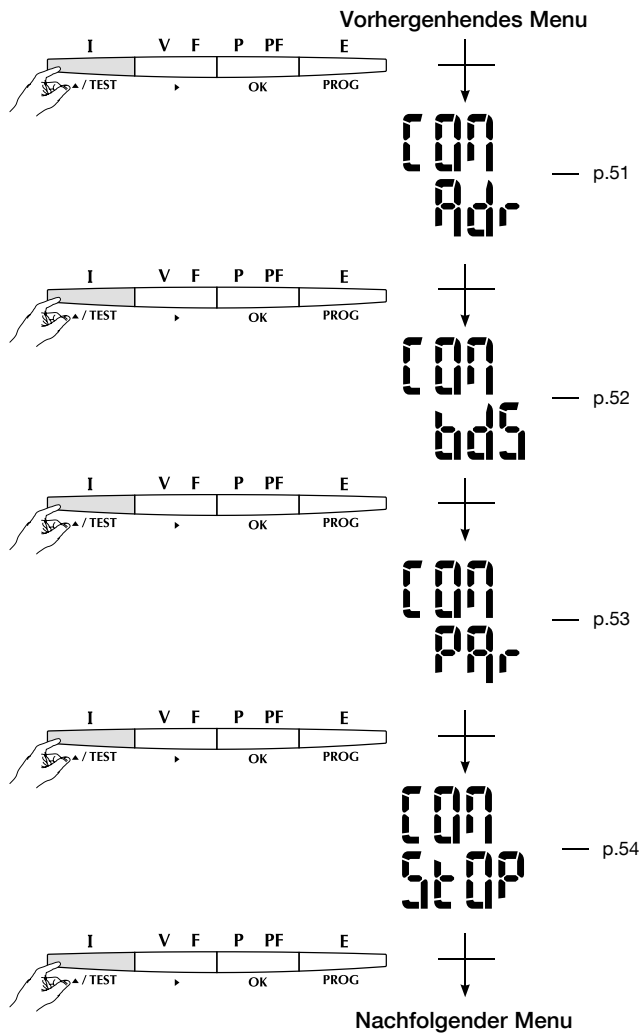 Vorhergenhendes Menu
I V F P PF E
▲ / TEST ▶ OK PROG
COM
Adr
p.51
I V F P PF E
▲ / TEST ▶ OK PROG
COM
bdS
p.52
I V F P PF E
▲ / TEST ▶ OK PROG
COM
PAr
p.53
I V F P PF E
▲ / TEST ▶ OK PROG
COM
StOP
p.54
I V F P PF E
▲ / TEST ▶ OK PROG
Nachfolgender Menu